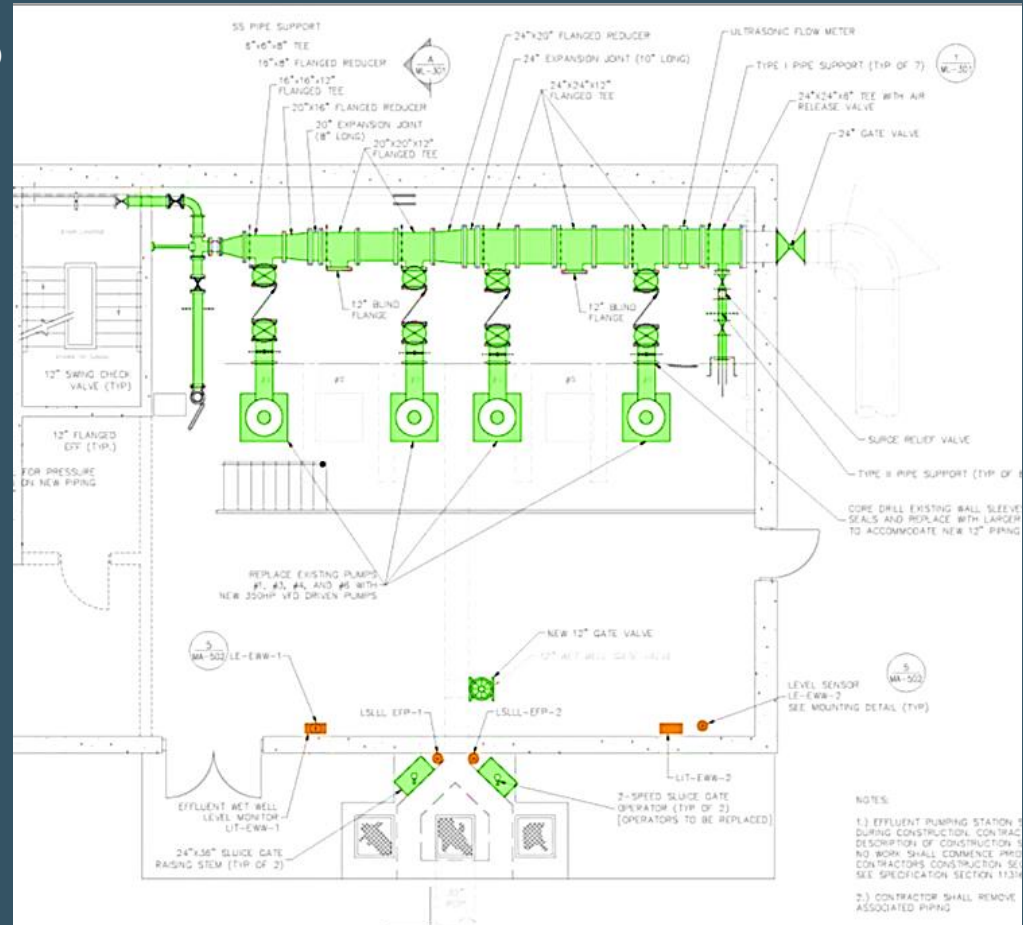 SS PIPE SUPPORT
8"x6"x8" TEE
16"x8" FLANGED REDUCER
16"x16"x12"
FLANGED TEE
20"X16" FLANGED REDUCER
20" EXPANSION JOINT
(8" LONG)
20"X20"X12"
FLANGED TEE
A
ML-301
24"X20" FLANGED REDUCER
24" EXPANSION JOINT (10" LONG)
24"X24"X12"
FLANGED TEE
ULTRASONIC FLOW METER
TYPE I PIPE SUPPORT (TYP OF 7)
1
ML-301
24"X24"X6" TEE WITH AIR
RELEASE VALVE
24" GATE VALVE
12" BLIND
FLANGE
12" BLIND
FLANGE
12" SWING CHECK
VALVE (TYP)
12" FLANGED
EFF (TYP.)
FOR PRESSURE
ON NEW PIPING
SURGE RELIEF VALVE
TYPE II PIPE SUPPORT (TYP OF
CORE DRILL EXISTING WALL SLEEVES
SEALS AND REPLACE WITH LARGER
TO ACCOMMODATE NEW 12" PIPING
REPLACE EXISTING PUMPS
#1, #3, #4, AND #6 WITH
NEW 350HP VFD DRIVEN PUMPS
5
MA-502
LE-EWW-1
NEW 12" GATE VALVE
12" WET WELL GATE VALVE
5
MA-502
LEVEL SENSOR
LE-EWW-2
SEE MOUNTING DETAIL (TYP)
LSLLL EFP-1
LSLLL-EFP-2
LIT-EWW-2
EFFLUENT WET WELL
LEVEL MONITOR
LIT-EWW-1
24"X36" SLUICE GATE
RAISING STEM (TYP OF 2)
2-SPEED SLUICE GATE
OPERATOR (TYP OF 2)
[OPERATORS TO BE REPLACED]
NOTES:
1.) EFFLUENT PUMPING STATION S
DURING CONSTRUCTION. CONTRAC
DESCRIPTION OF CONSTRUCTION S
NO WORK SHALL COMMENCE PRIO
CONTRACTORS CONSTRUCTION SE
SEE SPECIFICATION SECTION
2.) CONTRACTOR SHALL REMOVE
ASSOCIATED PIPING